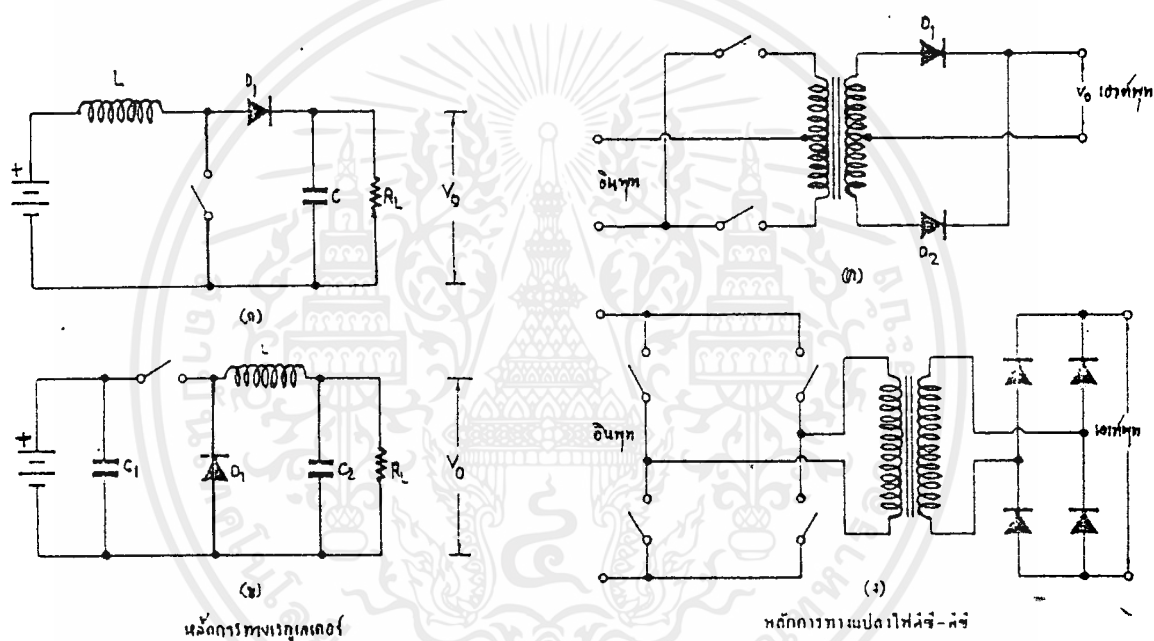 L
D₁
+
C
R_L
V₀
(ก)
L
+
C₁
D₁
C₂
R_L
V₀
(ข)
หลักการทางเรกูเลเตอร์
D₁
V₀ เอาท์พุท
อินพุท
D₂
(ค)
อินพุท
เอาท์พุท
(ง)
หลักการทางแปลงไฟดีซี-ดีซี